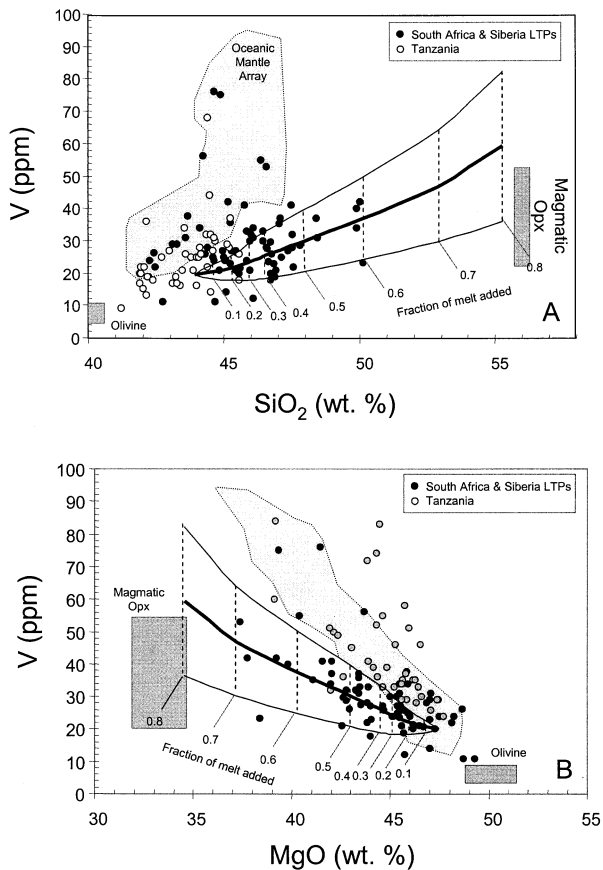 100
90
80
70
60
50
40
30
20
10
0
V (ppm)
Oceanic
Mantle
Array
South Africa & Siberia LTPs
Tanzania
Magmatic
Opx
Olivine
0.1
0.2
0.3
0.4
0.5
0.6
0.7
0.8
Fraction of melt added
A
40
45
50
55
SiO2 (wt. %)
100
90
80
70
60
50
40
30
20
10
0
V (ppm)
South Africa & Siberia LTPs
Tanzania
Magmatic
Opx
0.8
0.7
0.6
0.5
0.4
0.3
0.2
0.1
Fraction of melt added
Olivine
B
30
35
40
45
50
55
MgO (wt. %)